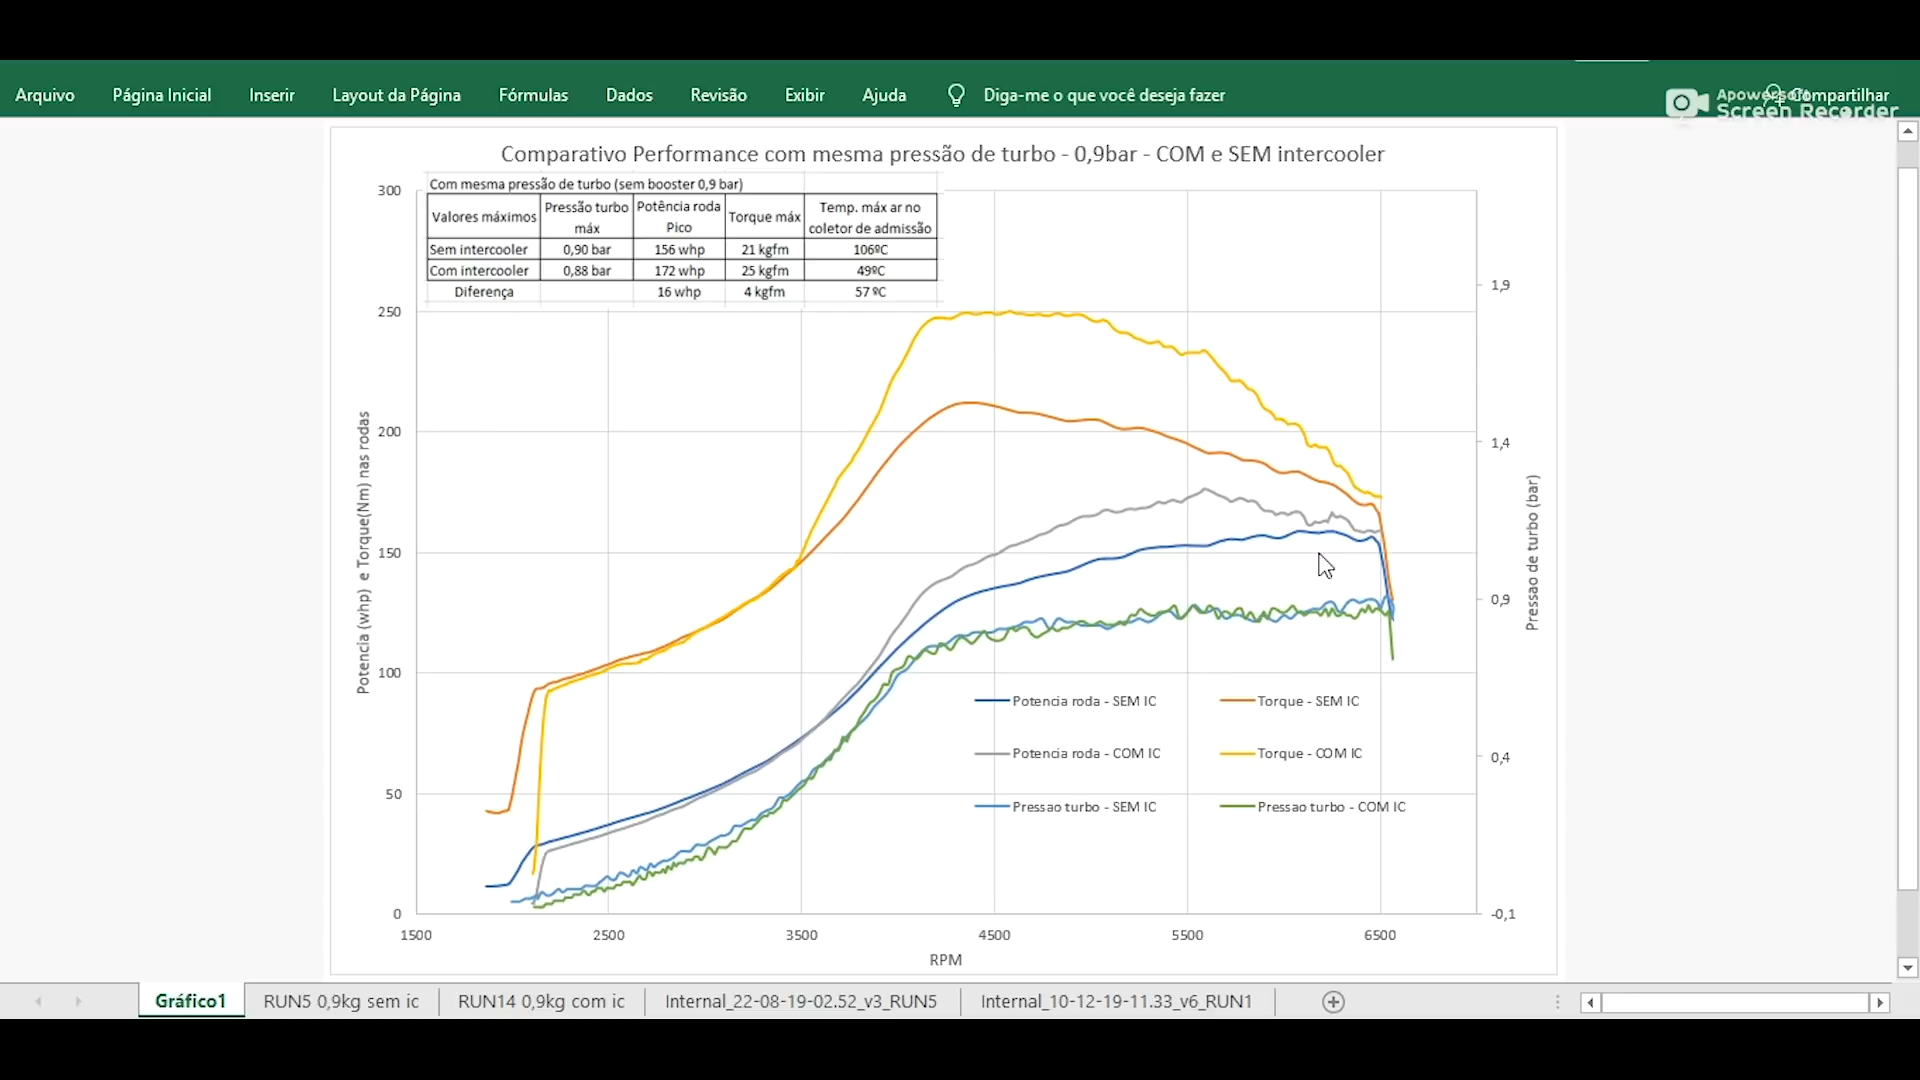 Arquivo Página Inicial Inserir Layout da Página Fórmulas Dados Revisão Exibir Ajuda Diga-me o que você deseja fazer Compartilhar
Apowersoft
Screen Recorder
Comparativo Performance com mesma pressão de turbo - 0,9bar - COM e SEM intercooler
Com mesma pressão de turbo (sem booster 0,9 bar)
Valores máximos Pressão turbo máx Potência roda Pico Torque máx Temp. máx ar no coletor de admissão
Sem intercooler 0,90 bar 156 whp 21 kgfm 106ºC
Com intercooler 0,88 bar 172 whp 25 kgfm 49ºC
Diferença 16 whp 4 kgfm 57 ºC
300
250
200
150
100
50
0
Potencia (whp) e Torque(Nm) nas rodas
1,9
1,4
0,9
0,4
-0,1
Pressao de turbo (bar)
Potencia roda - SEM IC Torque - SEM IC
Potencia roda - COM IC Torque - COM IC
Pressao turbo - SEM IC Pressao turbo - COM IC
1500 2500 3500 4500 5500 6500
RPM
Gráfico1 RUN5 0,9kg sem ic RUN14 0,9kg com ic Internal_22-08-19-02.52_v3_RUN5 Internal_10-12-19-11.33_v6_RUN1